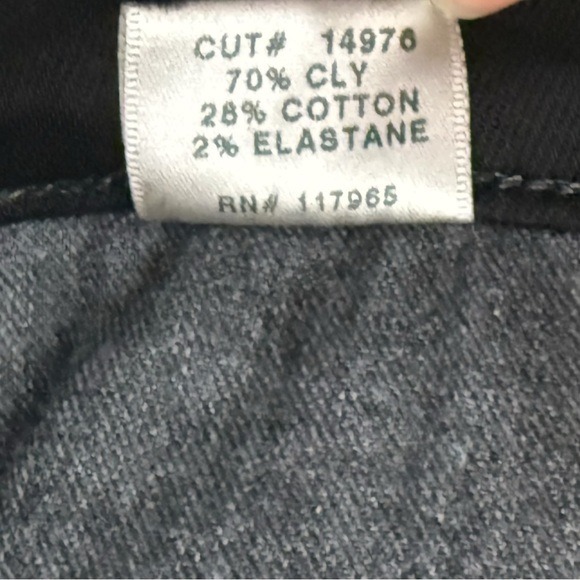 CUT# 14976
70% CLY
28% COTTON
2% ELASTANE
RN# 117965